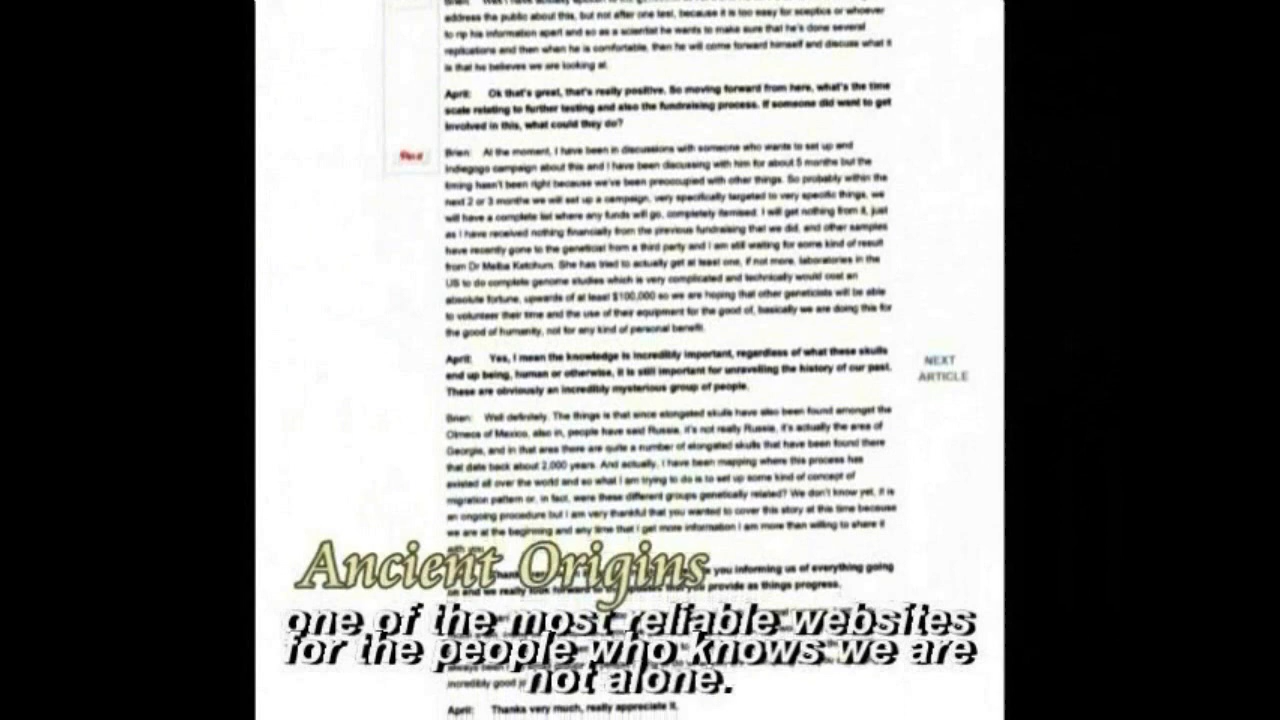 address the public about this, but not after one test, because it is too easy for sceptics or whoever
to rip his information apart and so as a scientist he wants to make sure that he's done several
replications and then when he is comfortable, then he will come forward himself and discuss what it
is that he believes we are looking at.
April: Ok that's great, that's really positive. So moving forward from here, what's the time
scale relating to further testing and also the fundraising process. If someone did want to get
involved in this, what could they do?
Pin it
Brien: At the moment, I have been in discussions with someone who wants to set up and
Indiegogo campaign about this and I have been discussing with him for about 5 months but the
timing hasn't been right because we've been preoccupied with other things. So probably within the
next 2 or 3 months we will set up a campaign, very specifically targeted to very specific things, we
will have a complete list where any funds will go, completely itemised. I will get nothing from it, just
as I have received nothing financially from the previous fundraising that we did, and other samples
have recently gone to the geneticist from a third party and I am still waiting for some kind of result
from Dr Melba Ketchum. She has tried to actually get at least one, if not more, laboratories in the
US to do complete genome studies which is very complicated and technically would cost an
absolute fortune, upwards of at least $100,000 so we are hoping that other geneticists will be able
to volunteer their time and the use of their equipment for the good of, basically we are doing this for
the good of humanity, not for any kind of personal benefit.
April: Yes, I mean the knowledge is incredibly important, regardless of what these skulls
end up being, human or otherwise, it is still important for unravelling the history of our past.
These are obviously an incredibly mysterious group of people.
NEXT
ARTICLE
Brien: Well definitely. The things is that since elongated skulls have also been found amongst the
Olmecs of Mexico, also in, people have said Russia, it's not really Russia, it's actually the area of
Georgia, and in that area there are quite a number of elongated skulls that have been found there
that date back about 2,000 years. And actually, I have been mapping where this process has
existed all over the world and so what I am trying to do is to set up some kind of concept of
migration pattern or, in fact, were these different groups genetically related? We don't know yet, it is
an ongoing procedure but I am very thankful that you wanted to cover this story at this time because
we are at the beginning and any time that I get more information I am more than willing to share it
with you.
Ancient Origins
you informing us of everything going
on and we really look forward to provide as things progress.
one of the most reliable websites
for the people who knows we are
not alone.
incredibly good
April: Thanks very much, really appreciate it.